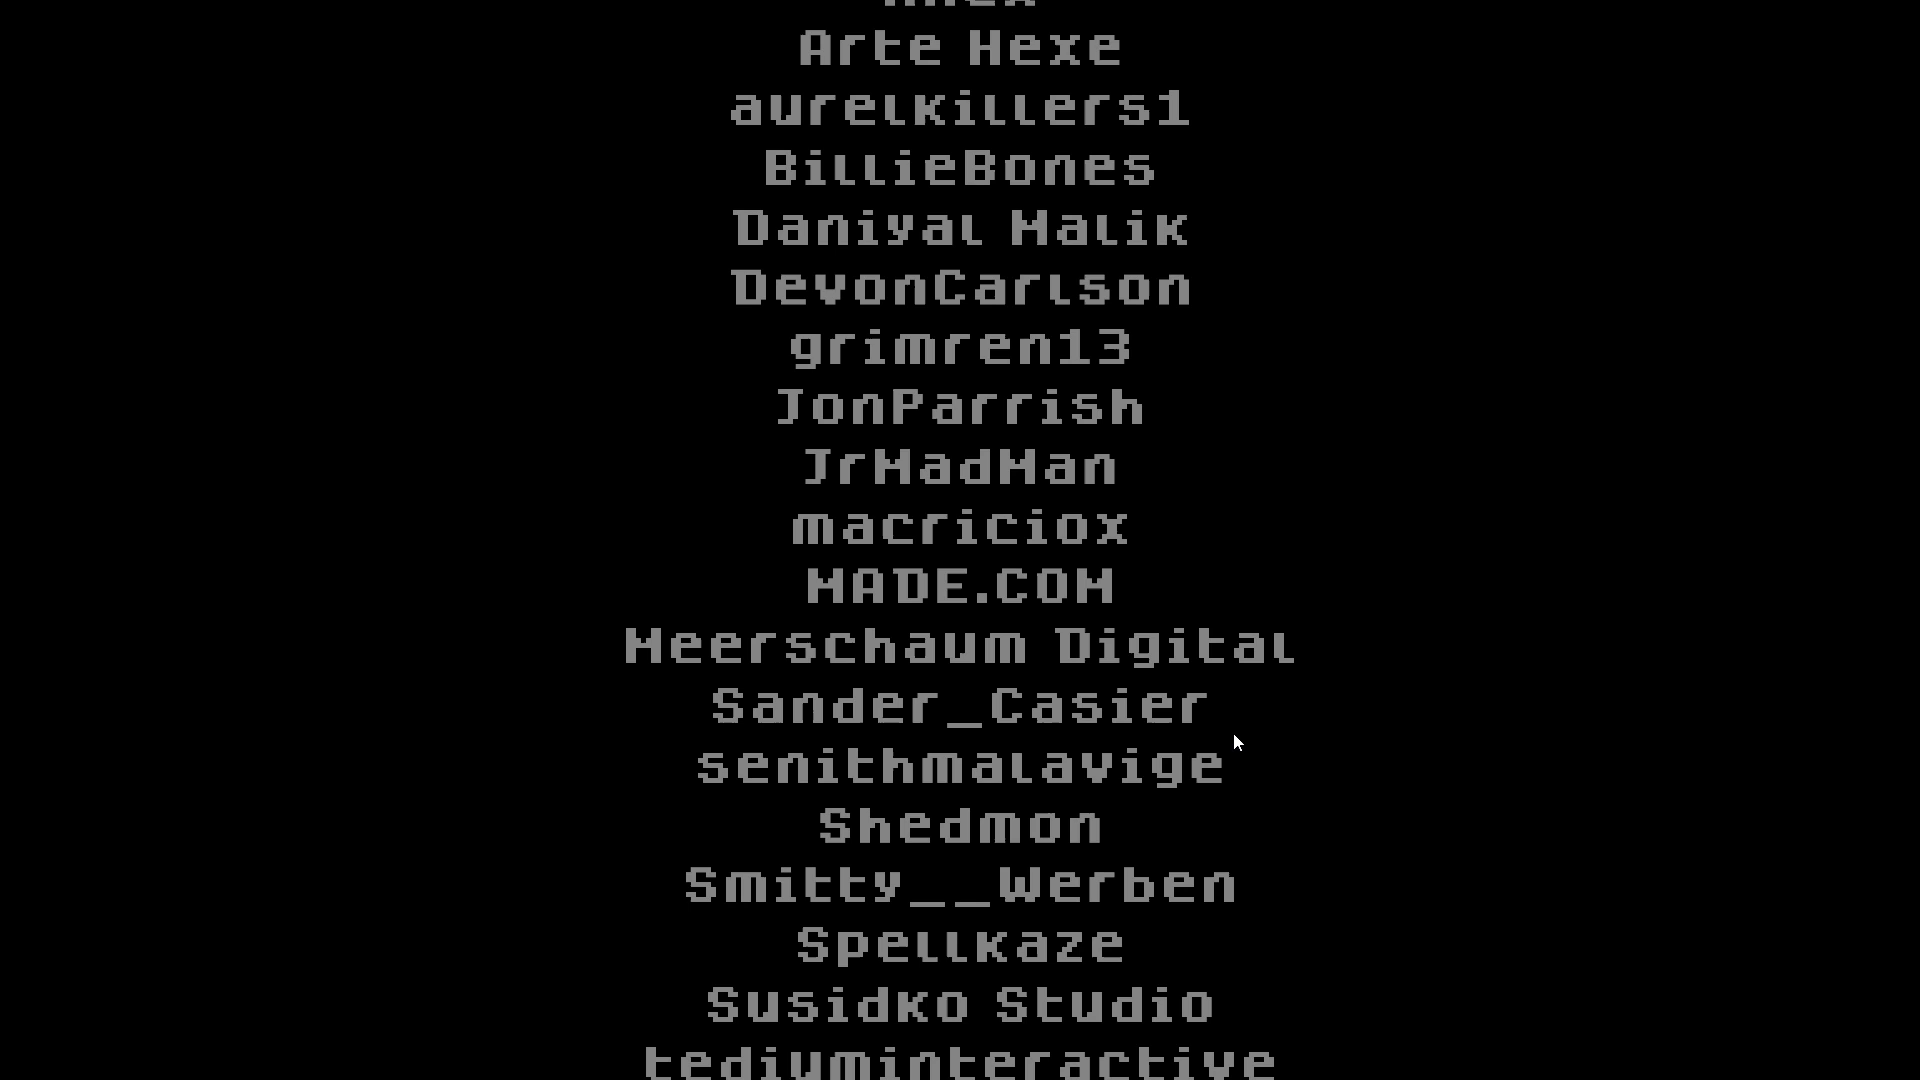 Arte Hexe
aurelkillers1
BillieBones
Daniyal Malik
DevonCarlson
grimren13
JonParrish
JrMadMan
macriciox
MADE.COM
Meerschaum Digital
Sander_Casier
senithmalavige
Shedmon
Smitty__Werben
Spellkaze
Susidko Studio
tediuminteractive